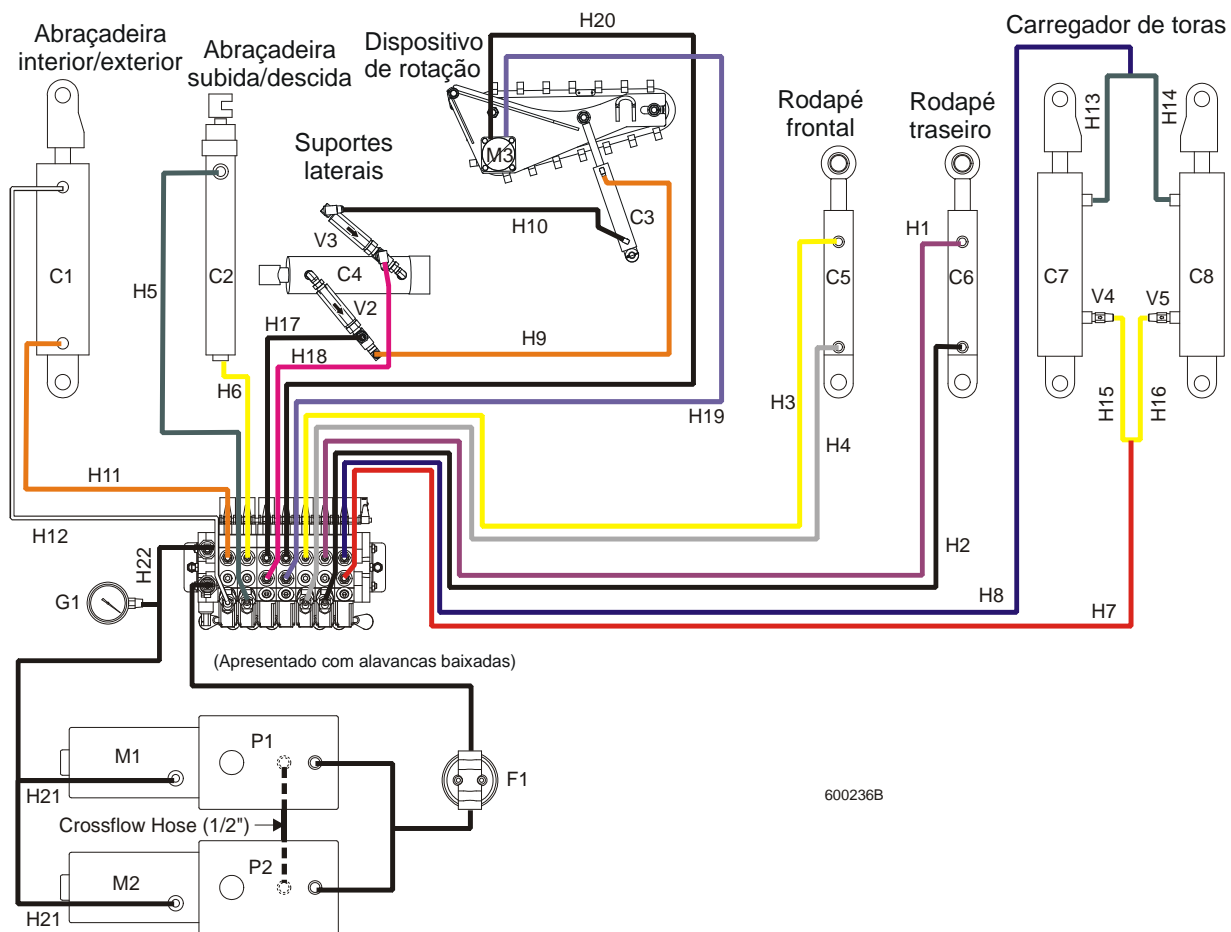 H20
Carregador de toras
Abraçadeira
interior/exterior
Abraçadeira
subida/descida
Dispositivo
de rotação
Suportes
laterais
Rodapé
frontal
Rodapé
traseiro
H13
H14
M3
V3
H10
C3
H1
C1
H5
C2
C4
V2
C5
C6
C7
C8
V4
V5
H17
H18
H9
H6
H3
H4
H19
H15
H16
H11
H12
H22
H2
H8
H7
G1
(Apresentado com alavancas baixadas)
M1
P1
H21
F1
600236B
Crossflow Hose (1/2")
M2
P2
H21